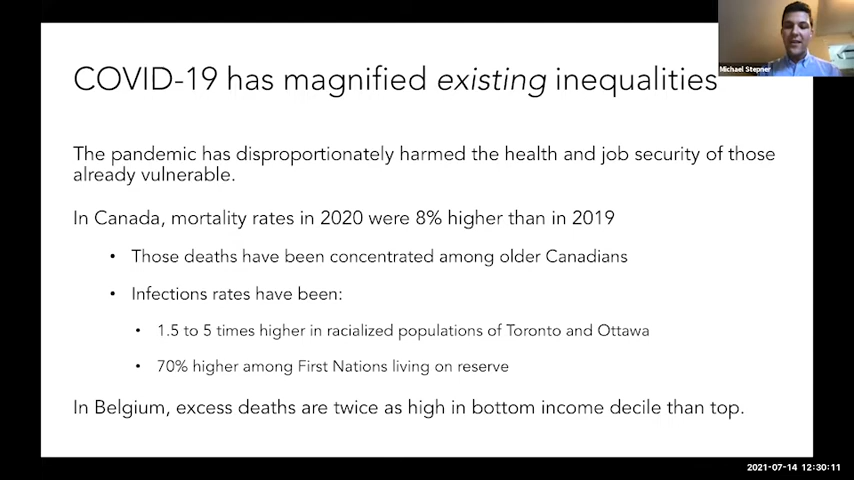 COVID-19 has magnified existing inequalities
Michael Stepner
The pandemic has disproportionately harmed the health and job security of those
already vulnerable.
In Canada, mortality rates in 2020 were 8% higher than in 2019
• Those deaths have been concentrated among older Canadians
• Infections rates have been:
• 1.5 to 5 times higher in racialized populations of Toronto and Ottawa
• 70% higher among First Nations living on reserve
In Belgium, excess deaths are twice as high in bottom income decile than top.
2021-07-14 12:30:11